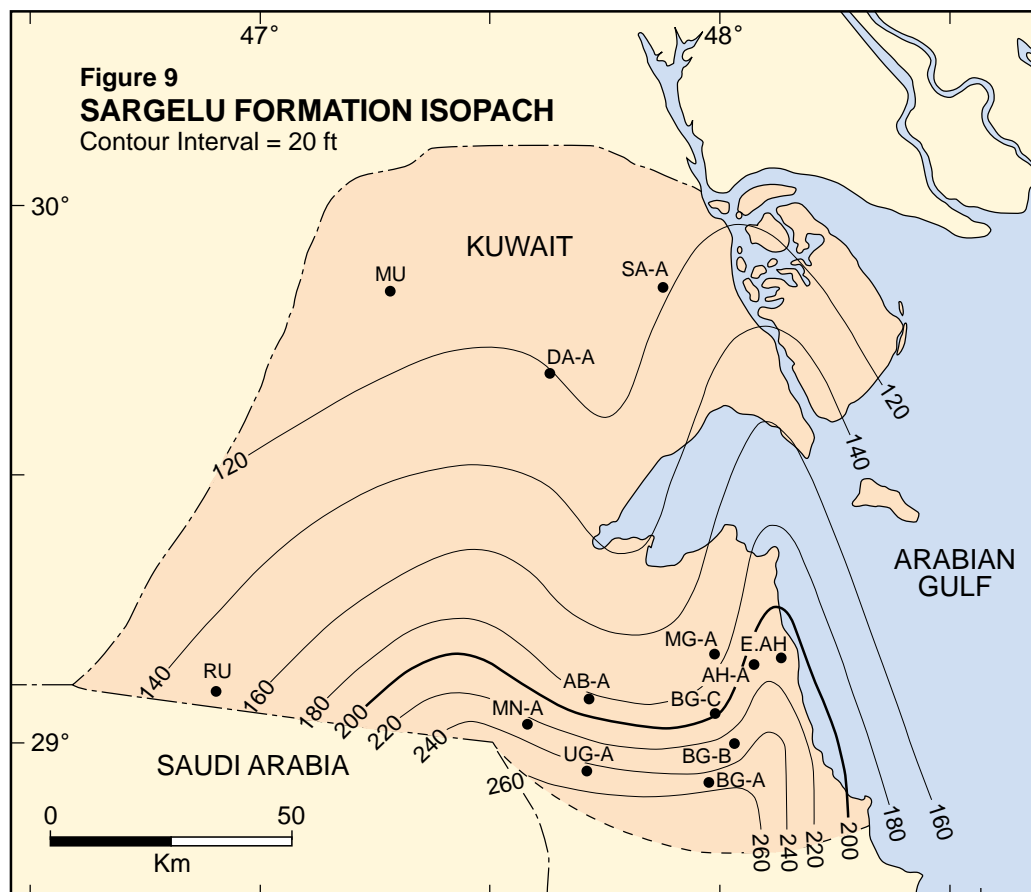 47°
48°
Figure 9
SARGELU FORMATION ISOPACH
Contour Interval = 20 ft
30°
KUWAIT
MU
SA-A
DA-A
120
120
140
ARABIAN
GULF
MG-A
E.AH
RU
AH-A
140
AB-A
160
BG-C
180
MN-A
200
29°
220
BG-B
240
UG-A
SAUDI ARABIA
BG-A
260
160
180
200
220
240
260
0
50
Km